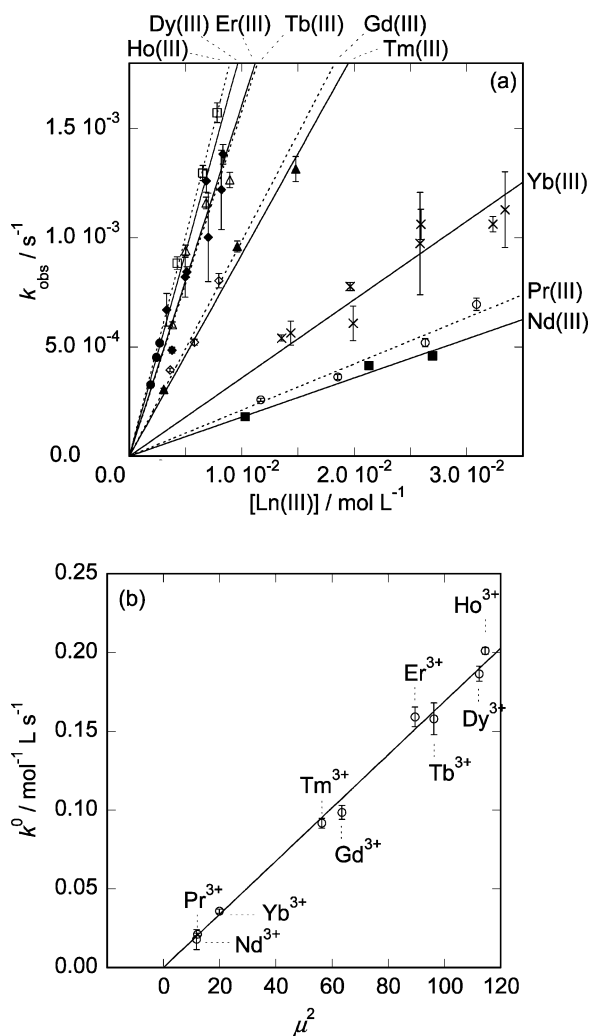 Dy(III) Er(III) Tb(III) Gd(III)
Ho(III) Tm(III)
(a)
1.5 10⁻³
Yb(III)
1.0 10⁻³
k_obs / s⁻¹
Pr(III)
Nd(III)
5.0 10⁻⁴
0.0
0.0 1.0 10⁻² 2.0 10⁻² 3.0 10⁻²
[Ln(III)] / mol L⁻¹
0.25
(b)
Ho³⁺
0.20
Er³⁺
Dy³⁺
0.15
Tb³⁺
k⁰ / mol⁻¹ L s⁻¹
Tm³⁺
0.10
Gd³⁺
0.05
Pr³⁺
Yb³⁺
Nd³⁺
0.00
0 20 40 60 80 100 120
μ²